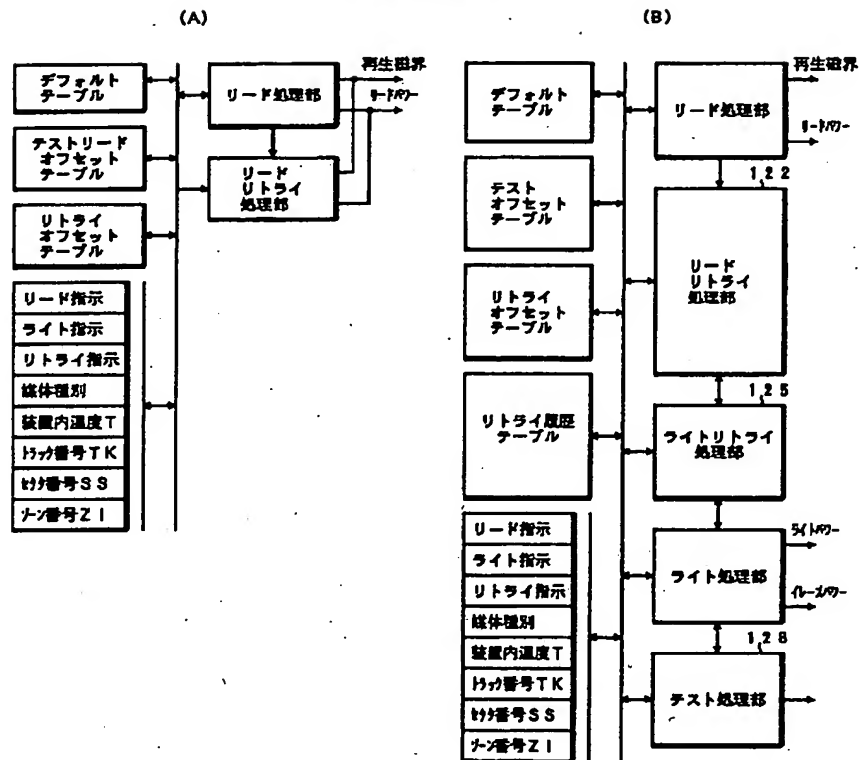 (A)
デフォルト
テーブル
テストリード
オフセット
テーブル
リトライ
オフセット
テーブル
リード指示
ライト指示
リトライ指示
媒体種別
装置内温度T
トラック番号TK
セクタ番号SS
ゾーン番号ZI
リード処理部
リード
リトライ
処理部
再生磁界
リードパワー
(B)
デフォルト
テーブル
テスト
オフセット
テーブル
リトライ
オフセット
テーブル
リトライ履歴
テーブル
リード指示
ライト指示
リトライ指示
媒体種別
装置内温度T
トラック番号TK
セクタ番号SS
ゾーン番号ZI
リード処理部
再生磁界
リードパワー
122
リード
リトライ
処理部
125
ライトリトライ
処理部
ライト処理部
ライトパワー
イレーズパワー
128
テスト処理部